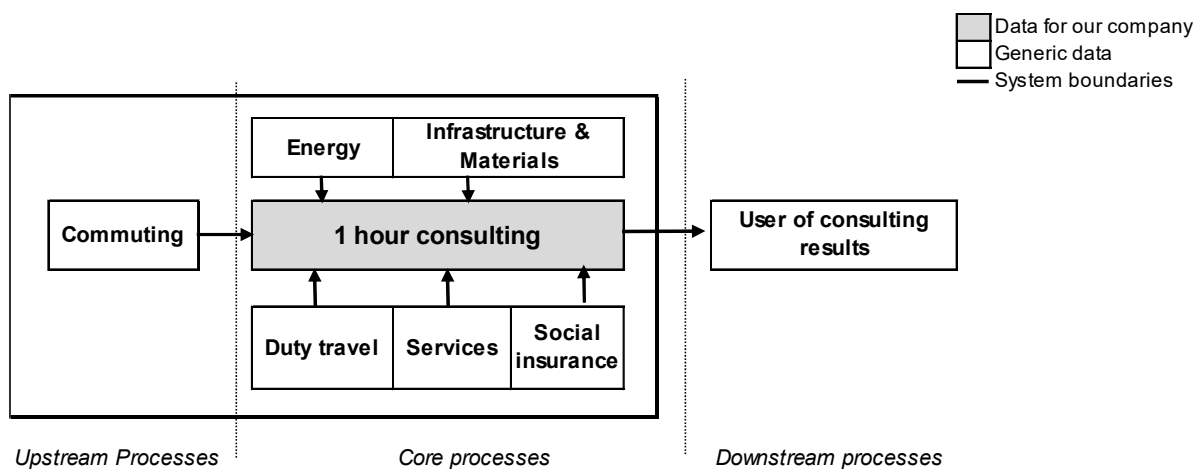 Data for our company
Generic data
System boundaries
Energy
Infrastructure &
Materials
Commuting
1 hour consulting
User of consulting
results
Duty travel
Services
Social
insurance
Upstream Processes
Core processes
Downstream processes